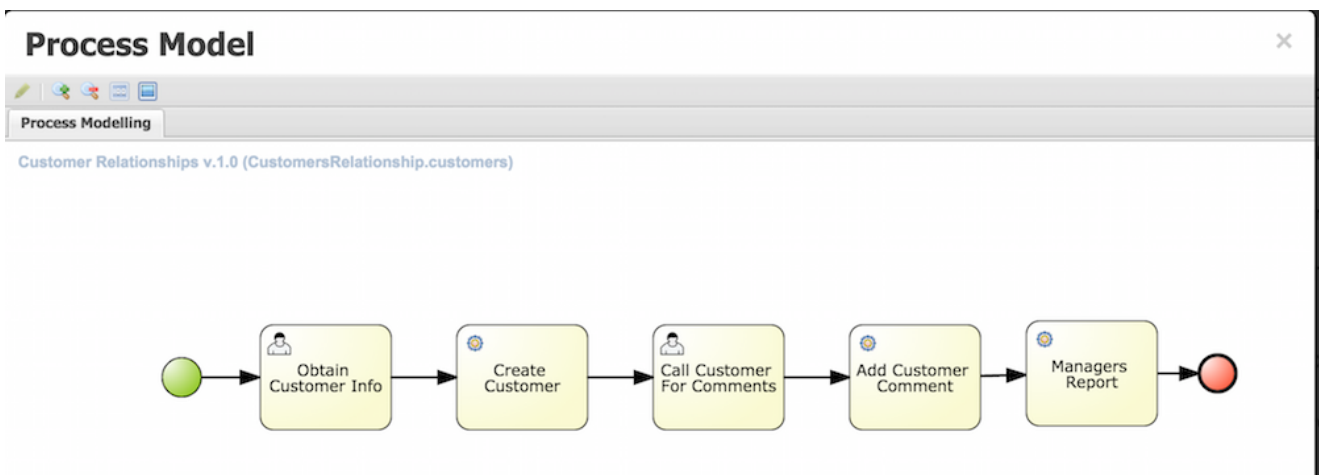 Process Model
Process Modelling
Customer Relationships v.1.0 (CustomersRelationship.customers)
Obtain
Customer Info
Create
Customer
Call Customer
For Comments
Add Customer
Comment
Managers
Report